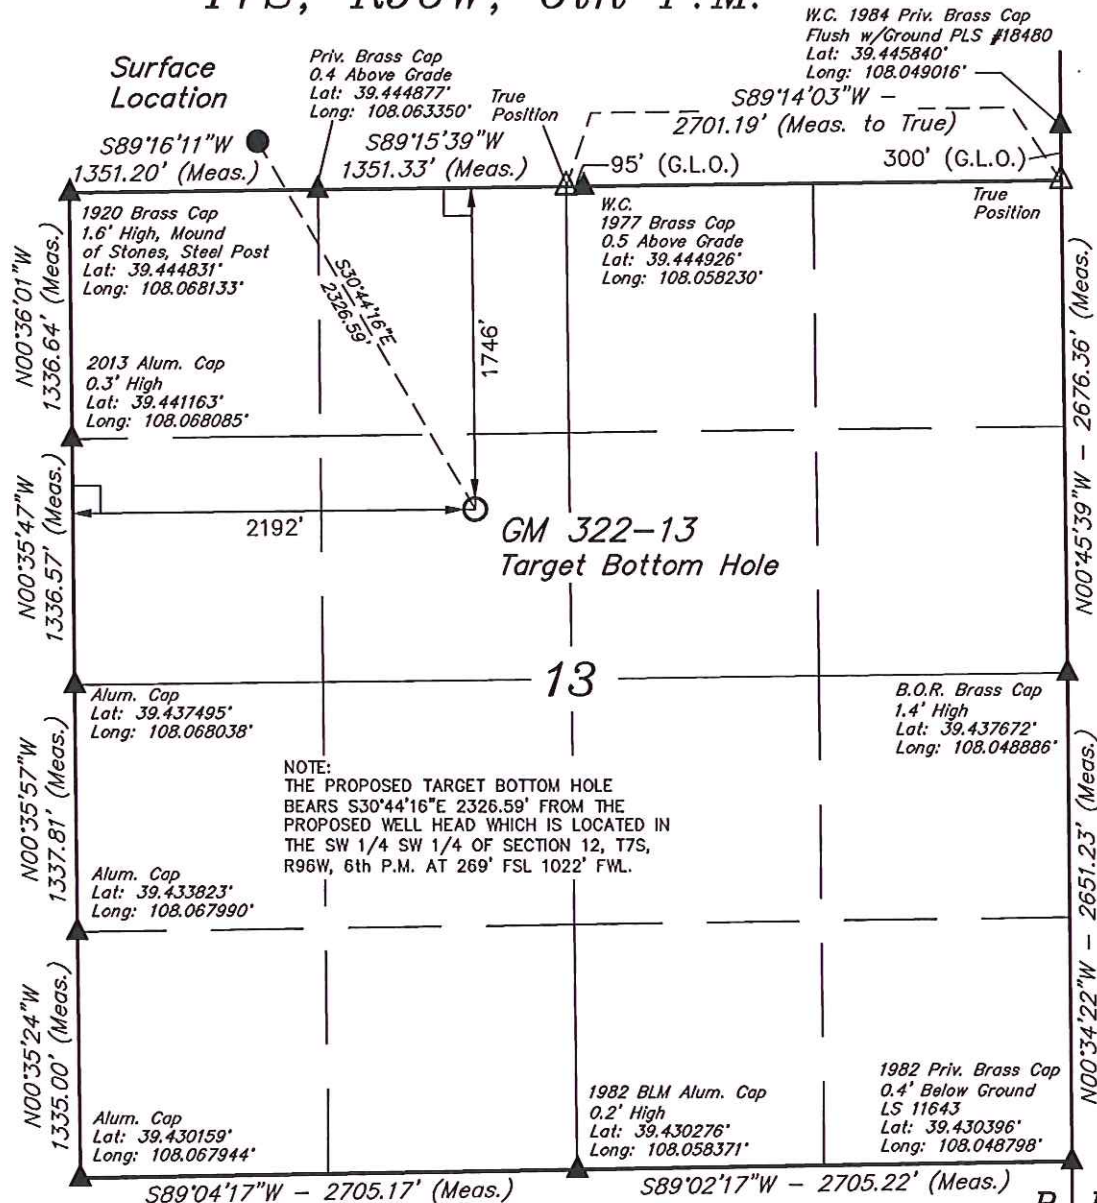 T7S, R96W, 6th P.M.
W.C. 1984 Priv. Brass Cap
Flush w/Ground PLS #18480
Lat: 39.445840°
Long: 108.049016°
Surface
Location
Priv. Brass Cap
0.4 Above Grade
Lat: 39.444877°
Long: 108.063350°
True
Position
S89°14'03"W –
2701.19' (Meas. to True)
S89°16'11"W
1351.20' (Meas.)
S89°15'39"W
1351.33' (Meas.)
95' (G.L.O.)
300' (G.L.O.)
True
Position
1920 Brass Cap
1.6' High, Mound
of Stones, Steel Post
Lat: 39.444831°
Long: 108.068133°
W.C.
1977 Brass Cap
0.5 Above Grade
Lat: 39.444926°
Long: 108.058230°
N00°36'01"W
1336.64' (Meas.)
S30°44'16"E
2326.59'
1746'
N00°45'39"W – 2676.36' (Meas.)
2013 Alum. Cap
0.3' High
Lat: 39.441163°
Long: 108.068085°
N00°35'47"W
1336.57' (Meas.)
2192'
GM 322-13
Target Bottom Hole
13
Alum. Cap
Lat: 39.437495°
Long: 108.068038°
B.O.R. Brass Cap
1.4' High
Lat: 39.437672°
Long: 108.048886°
N00°35'57"W
1337.81' (Meas.)
NOTE:
THE PROPOSED TARGET BOTTOM HOLE
BEARS S30°44'16"E 2326.59' FROM THE
PROPOSED WELL HEAD WHICH IS LOCATED IN
THE SW 1/4 SW 1/4 OF SECTION 12, T7S,
R96W, 6th P.M. AT 269' FSL 1022' FWL.
N00°34'22"W – 2651.23' (Meas.)
Alum. Cap
Lat: 39.433823°
Long: 108.067990°
N00°35'24"W
1335.00' (Meas.)
Alum. Cap
Lat: 39.430159°
Long: 108.067944°
1982 BLM Alum. Cap
0.2' High
Lat: 39.430276°
Long: 108.058371°
1982 Priv. Brass Cap
0.4' Below Ground
LS 11643
Lat: 39.430396°
Long: 108.048798°
S89°04'17"W – 2705.17' (Meas.)
S89°02'17"W – 2705.22' (Meas.)